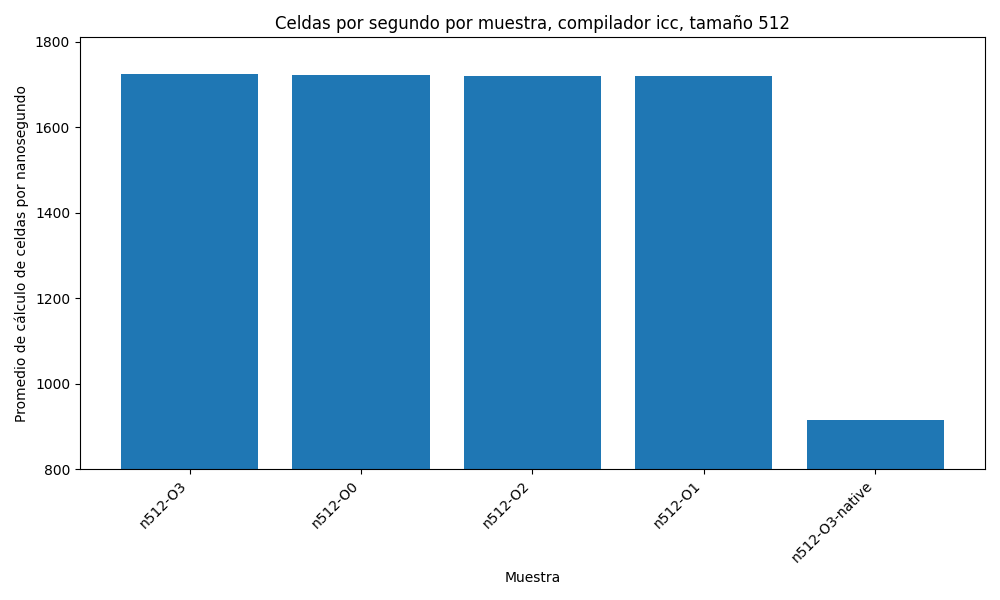 Celdas por segundo por muestra, compilador icc, tamaño 512
Promedio de cálculo de celdas por nanosegundo
1800
1600
1400
1200
1000
800
n512-O3
n512-O0
n512-O2
n512-O1
n512-O3-native
Muestra